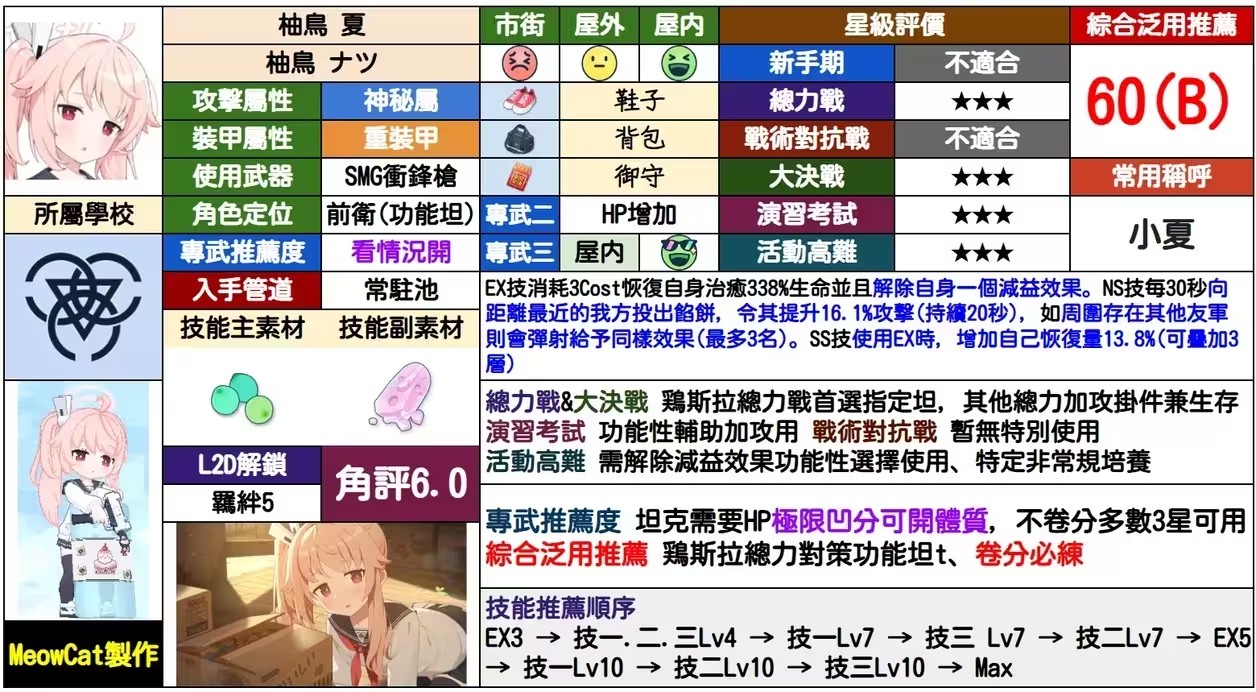 柚鳥 夏
柚鳥 ナツ
攻擊屬性 神秘屬
裝甲屬性 重裝甲
使用武器 SMG衝鋒槍
所屬學校 角色定位 前衛(功能坦)
專武推薦度 看情況開
入手管道 常駐池
技能主素材 技能副素材
L2D解鎖
羈絆5
角評6.0
MeowCat製作
市街 屋外 屋内
鞋子
背包
御守
專武二 HP增加
專武三 屋内
星級評價
新手期 不適合
總力戰 ★★★
戰術對抗戰 不適合
大決戰 ★★★
演習考試 ★★★
活動高難 ★★★
綜合泛用推薦
60(B)
常用稱呼
小夏
EX技消耗3Cost恢復自身治癒338%生命並且解除自身一個減益效果。NS技每30秒向
距離最近的我方投出餡餅, 令其提升16.1%攻擊(持續20秒), 如周圍存在其他友軍
則會彈射給予同樣效果(最多3名)。SS技使用EX時, 增加自己恢復量13.8%(可疊加3
層)
總力戰&大決戰 鶏斯拉總力戰首選指定坦, 其他總力加攻掛件兼生存
演習考試 功能性輔助加攻用 戰術對抗戰 暫無特別使用
活動高難 需解除減益效果功能性選擇使用、特定非常規培養
專武推薦度 坦克需要HP極限凹分可開體質, 不卷分多數3星可用
綜合泛用推薦 鶏斯拉總力對策功能坦t、卷分必練
技能推薦順序
EX3 → 技一.二.三Lv4 → 技一Lv7 → 技三 Lv7 → 技二Lv7 → EX5
→ 技一Lv10 → 技二Lv10 → 技三Lv10 → Max